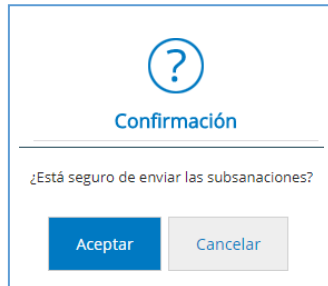 ?
Confirmación
¿Está seguro de enviar las subsanaciones?
Aceptar Cancelar